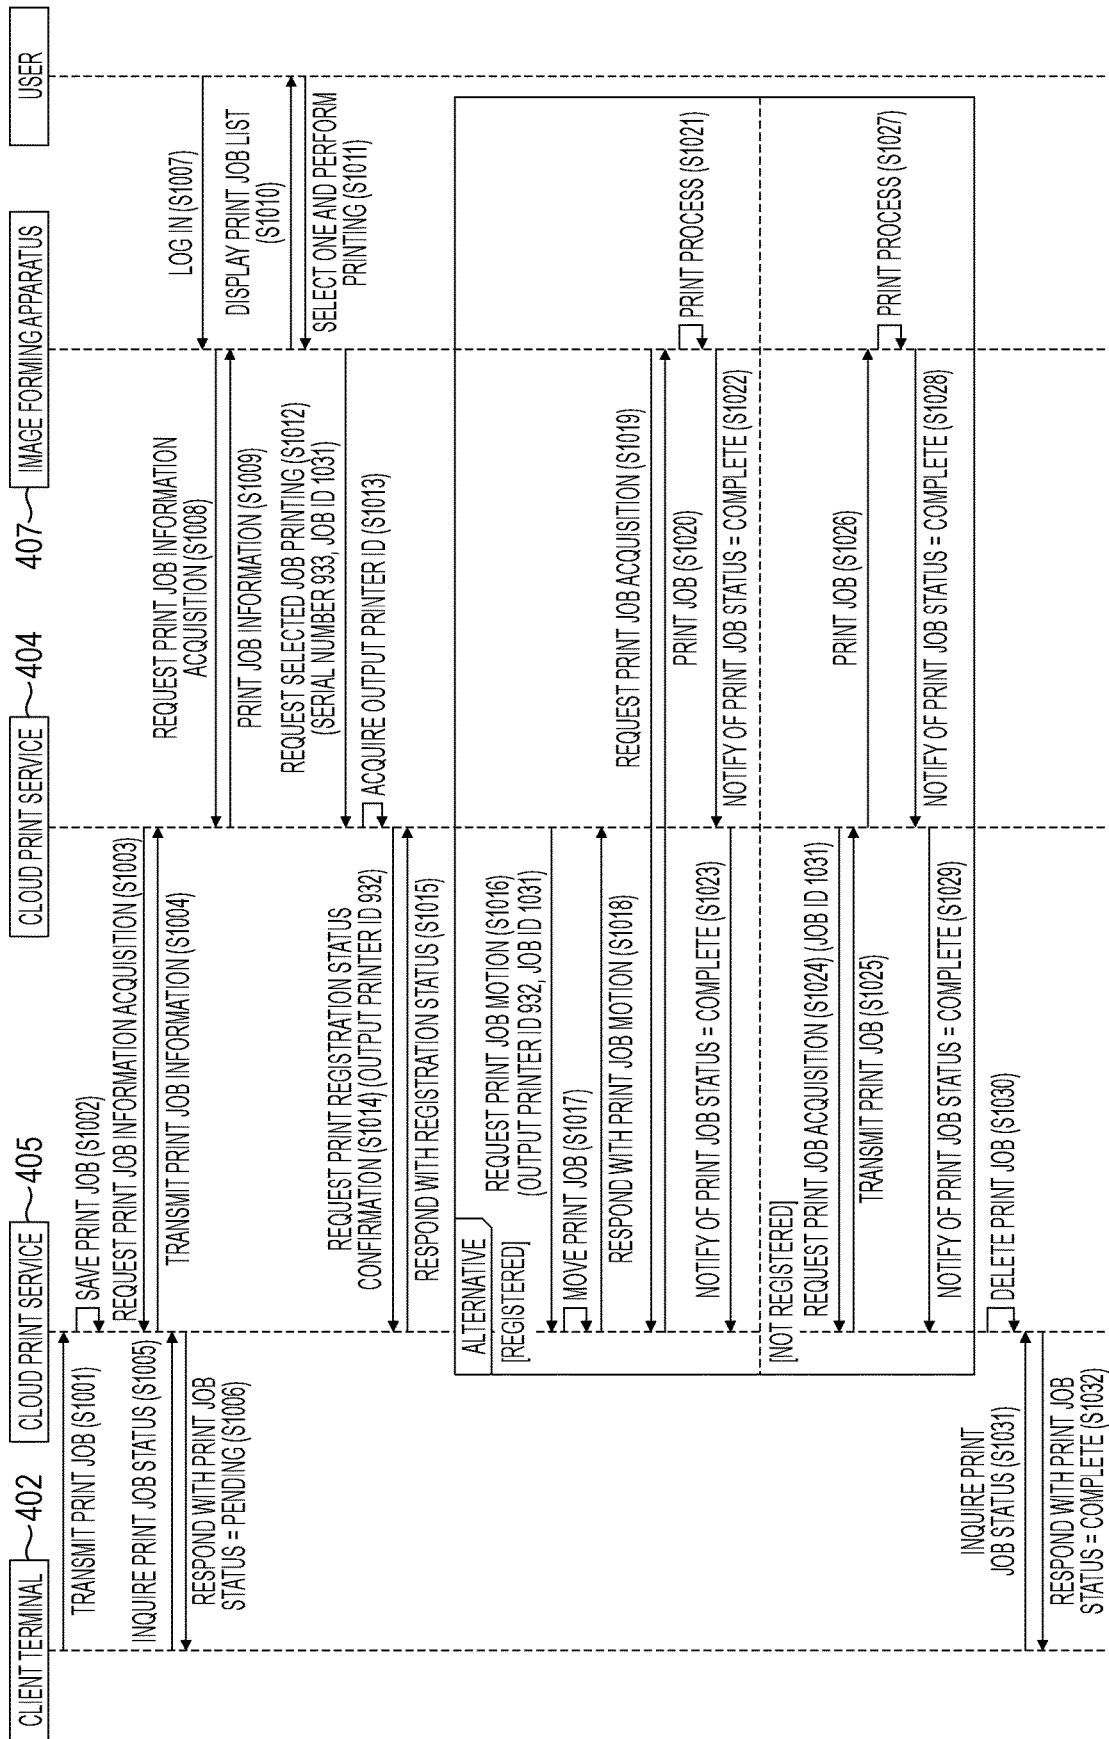 CLIENT TERMINAL
402
CLOUD PRINT SERVICE
405
CLOUD PRINT SERVICE
404
407
IMAGE FORMING APPARATUS
USER
TRANSMIT PRINT JOB (S1001)
SAVE PRINT JOB (S1002)
REQUEST PRINT JOB INFORMATION ACQUISITION (S1003)
TRANSMIT PRINT JOB INFORMATION (S1004)
INQUIRE PRINT JOB STATUS (S1005)
RESPOND WITH PRINT JOB
STATUS = PENDING (S1006)
LOG IN (S1007)
REQUEST PRINT JOB INFORMATION
ACQUISITION (S1008)
PRINT JOB INFORMATION (S1009)
DISPLAY PRINT JOB LIST
(S1010)
SELECT ONE AND PERFORM
PRINTING (S1011)
REQUEST SELECTED JOB PRINTING (S1012)
(SERIAL NUMBER 933, JOB ID 1031)
ACQUIRE OUTPUT PRINTER ID (S1013)
REQUEST PRINT REGISTRATION STATUS
CONFIRMATION (S1014) (OUTPUT PRINTER ID 932)
RESPOND WITH REGISTRATION STATUS (S1015)
ALTERNATIVE
[REGISTERED]
REQUEST PRINT JOB MOTION (S1016)
(OUTPUT PRINTER ID 932, JOB ID 1031)
MOVE PRINT JOB (S1017)
RESPOND WITH PRINT JOB MOTION (S1018)
REQUEST PRINT JOB ACQUISITION (S1019)
PRINT JOB (S1020)
PRINT PROCESS (S1021)
NOTIFY OF PRINT JOB STATUS = COMPLETE (S1022)
NOTIFY OF PRINT JOB STATUS = COMPLETE (S1023)
[NOT REGISTERED]
REQUEST PRINT JOB ACQUISITION (S1024) (JOB ID 1031)
TRANSMIT PRINT JOB (S1025)
PRINT JOB (S1026)
PRINT PROCESS (S1027)
NOTIFY OF PRINT JOB STATUS = COMPLETE (S1028)
NOTIFY OF PRINT JOB STATUS = COMPLETE (S1029)
DELETE PRINT JOB (S1030)
INQUIRE PRINT
JOB STATUS (S1031)
RESPOND WITH PRINT JOB
STATUS = COMPLETE (S1032)